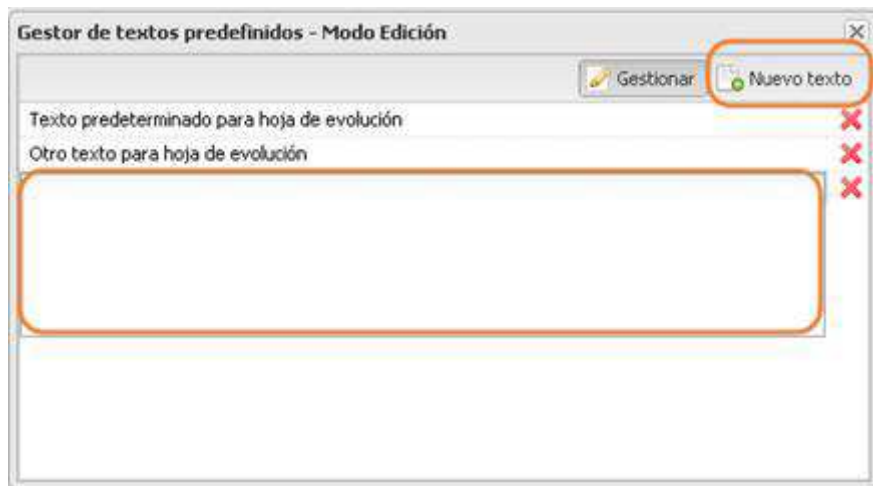 Gestor de textos predefinidos - Modo Edición
Gestionar Nuevo texto
Texto predeterminado para hoja de evolución
Otro texto para hoja de evolución